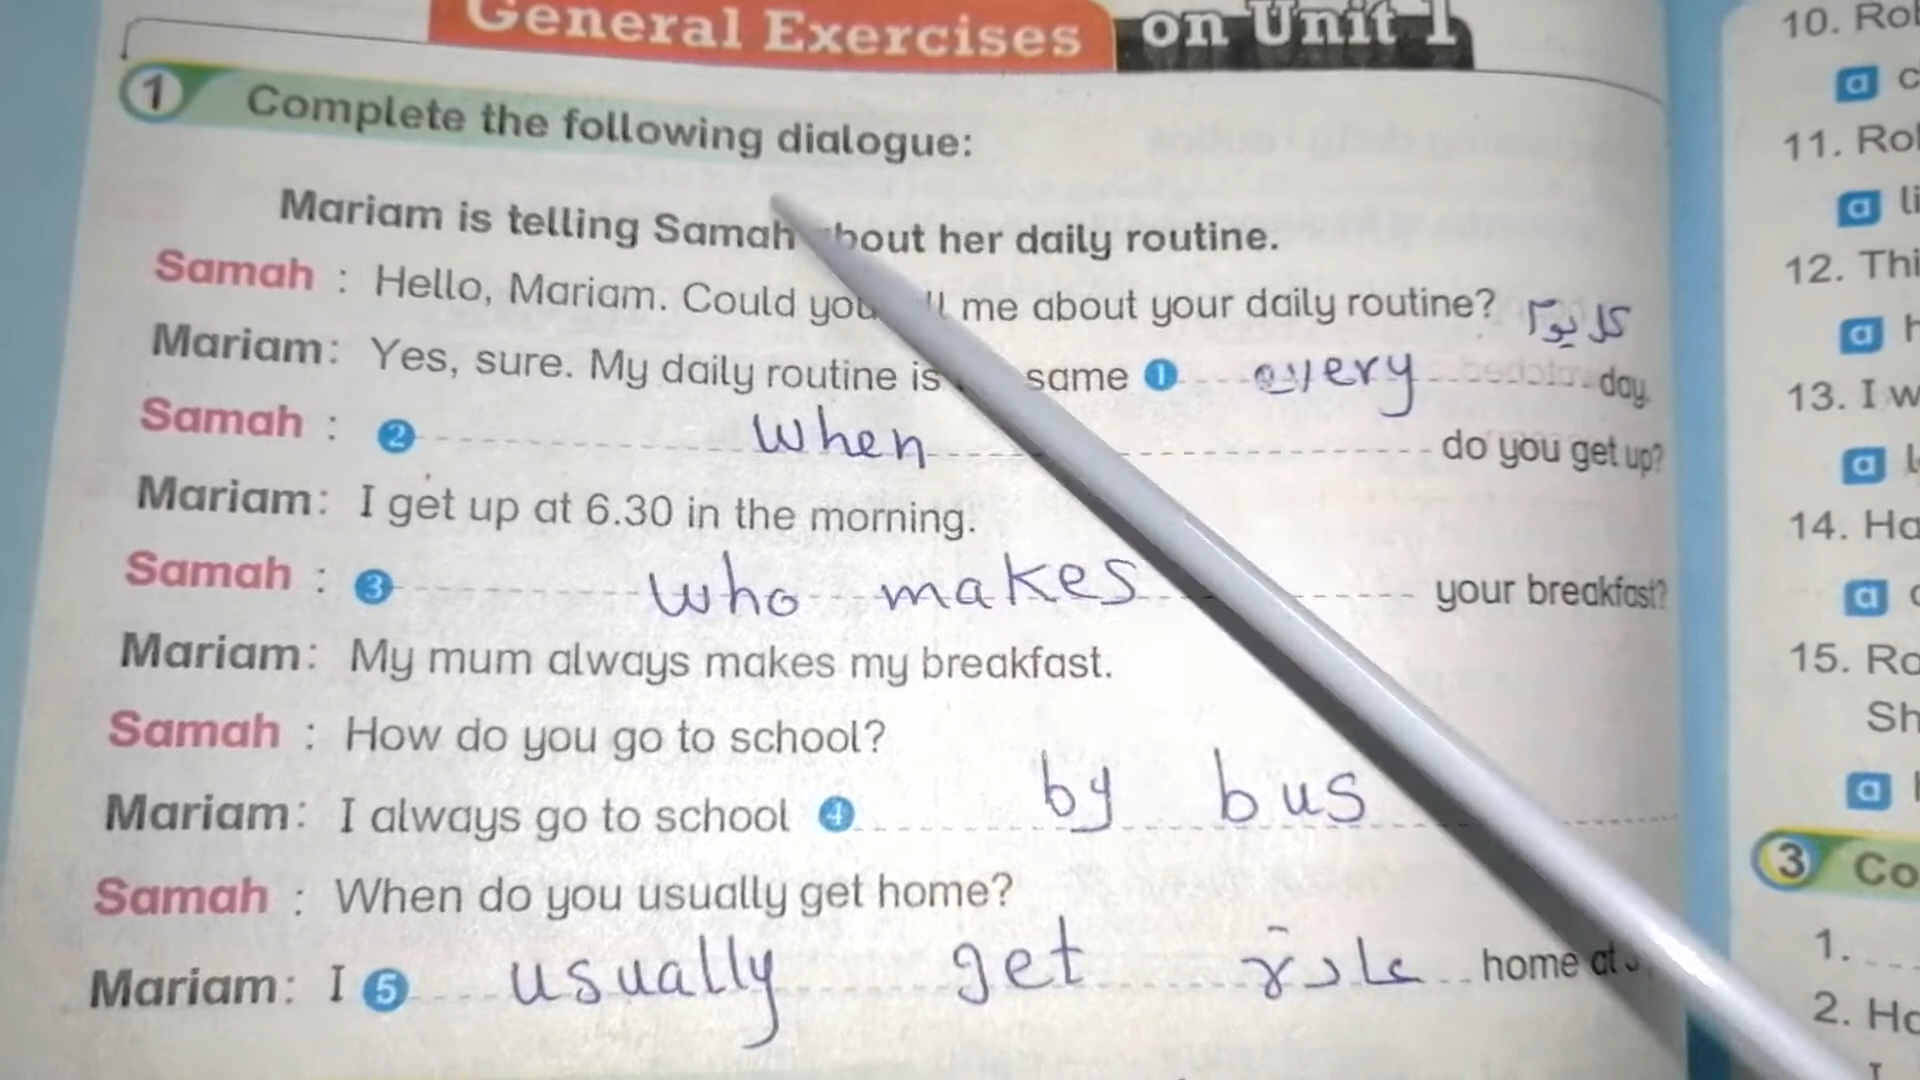 General Exercises on Unit 1
1 Complete the following dialogue:
Mariam is telling Samah about her daily routine.
Samah : Hello, Mariam. Could you me about your daily routine? كل يوم
Mariam: Yes, sure. My daily routine is same 1 every day.
Samah : 2 when do you get up?
Mariam: I get up at 6.30 in the morning.
Samah : 3 who makes your breakfast?
Mariam: My mum always makes my breakfast.
Samah : How do you go to school?
Mariam: I always go to school 4 by bus
Samah : When do you usually get home?
Mariam: I 5 usually get عادة home at
10.
a
11.
a
12.
a
13. I
a
14.
a
15.
a
3
1.
2.